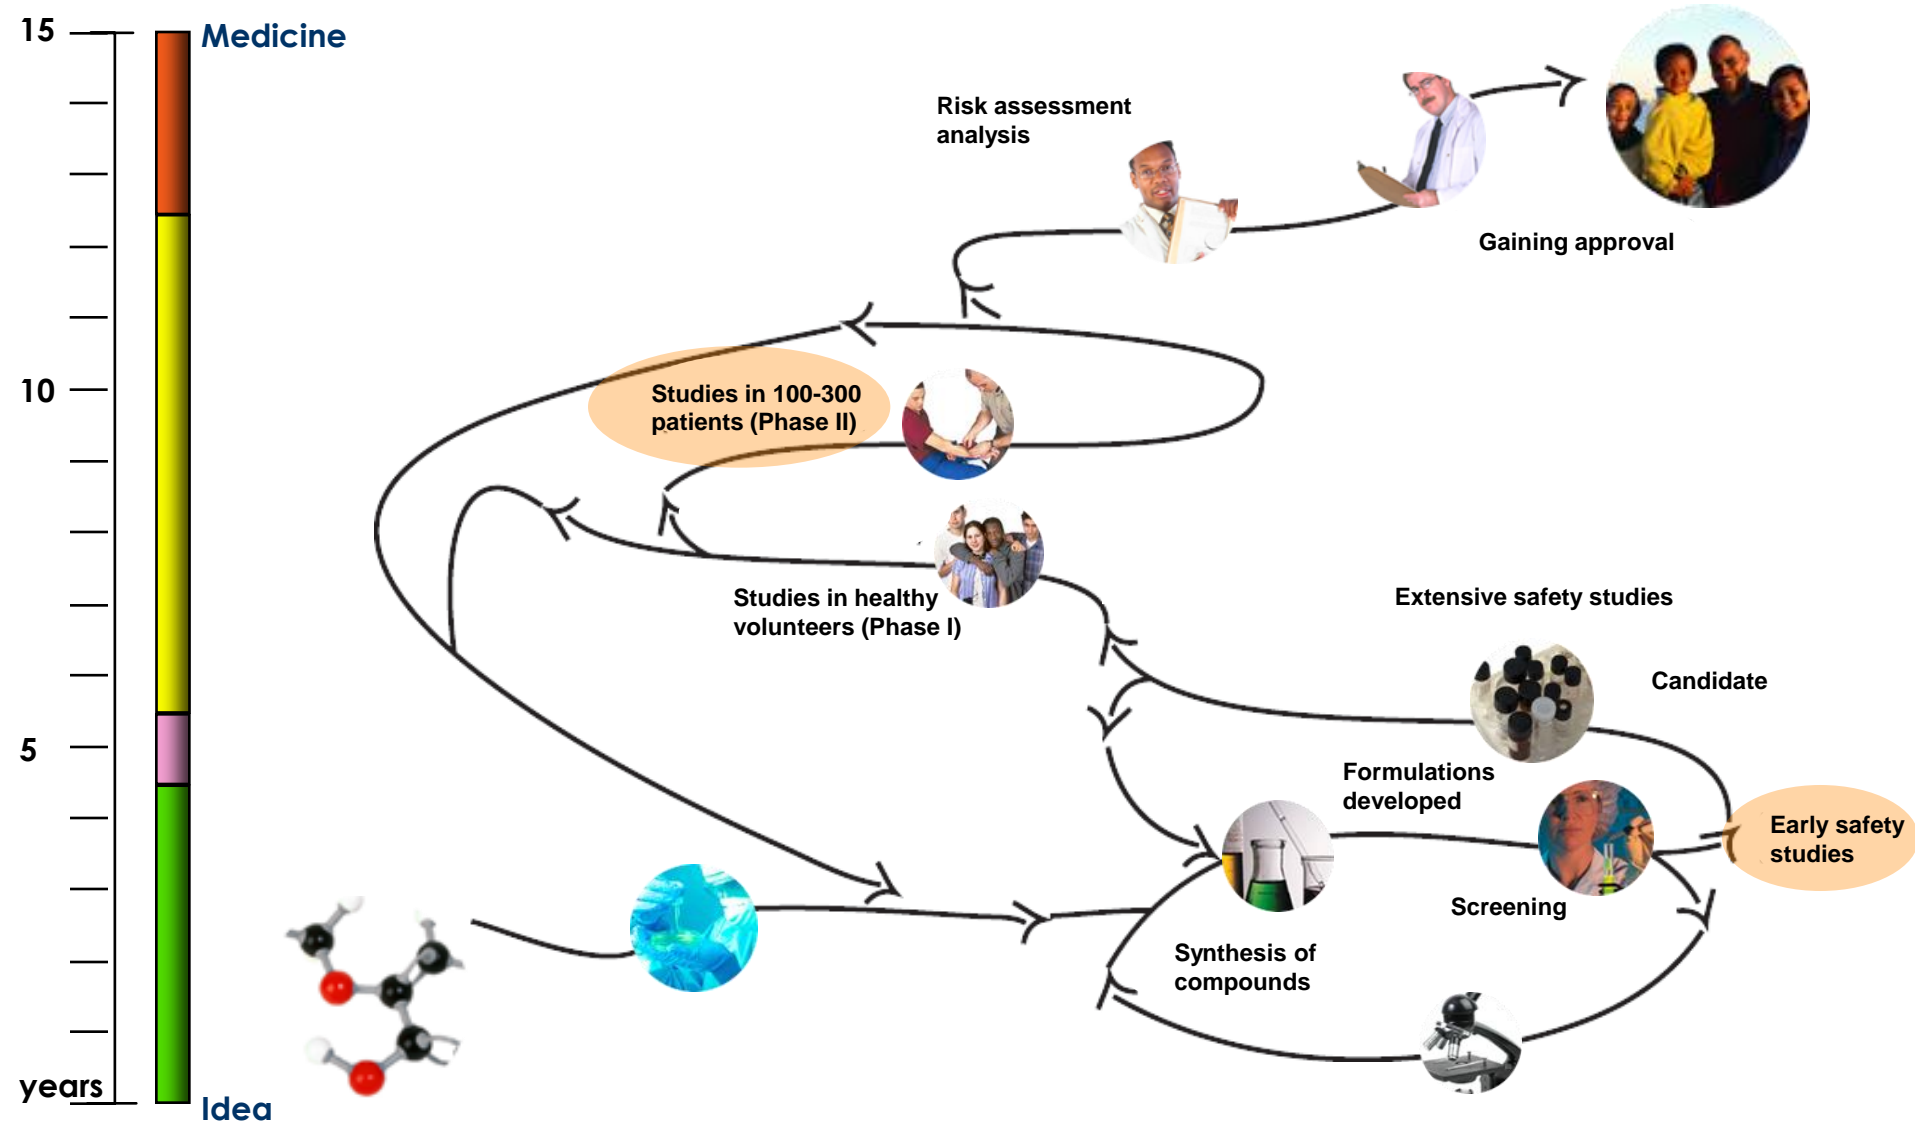 15
Medicine
Risk assessment
analysis
Gaining approval
10
Studies in 100-300
patients (Phase II)
Studies in healthy
volunteers (Phase I)
Extensive safety studies
Candidate
5
Formulations
developed
Early safety
studies
Screening
Synthesis of
compounds
years
Idea